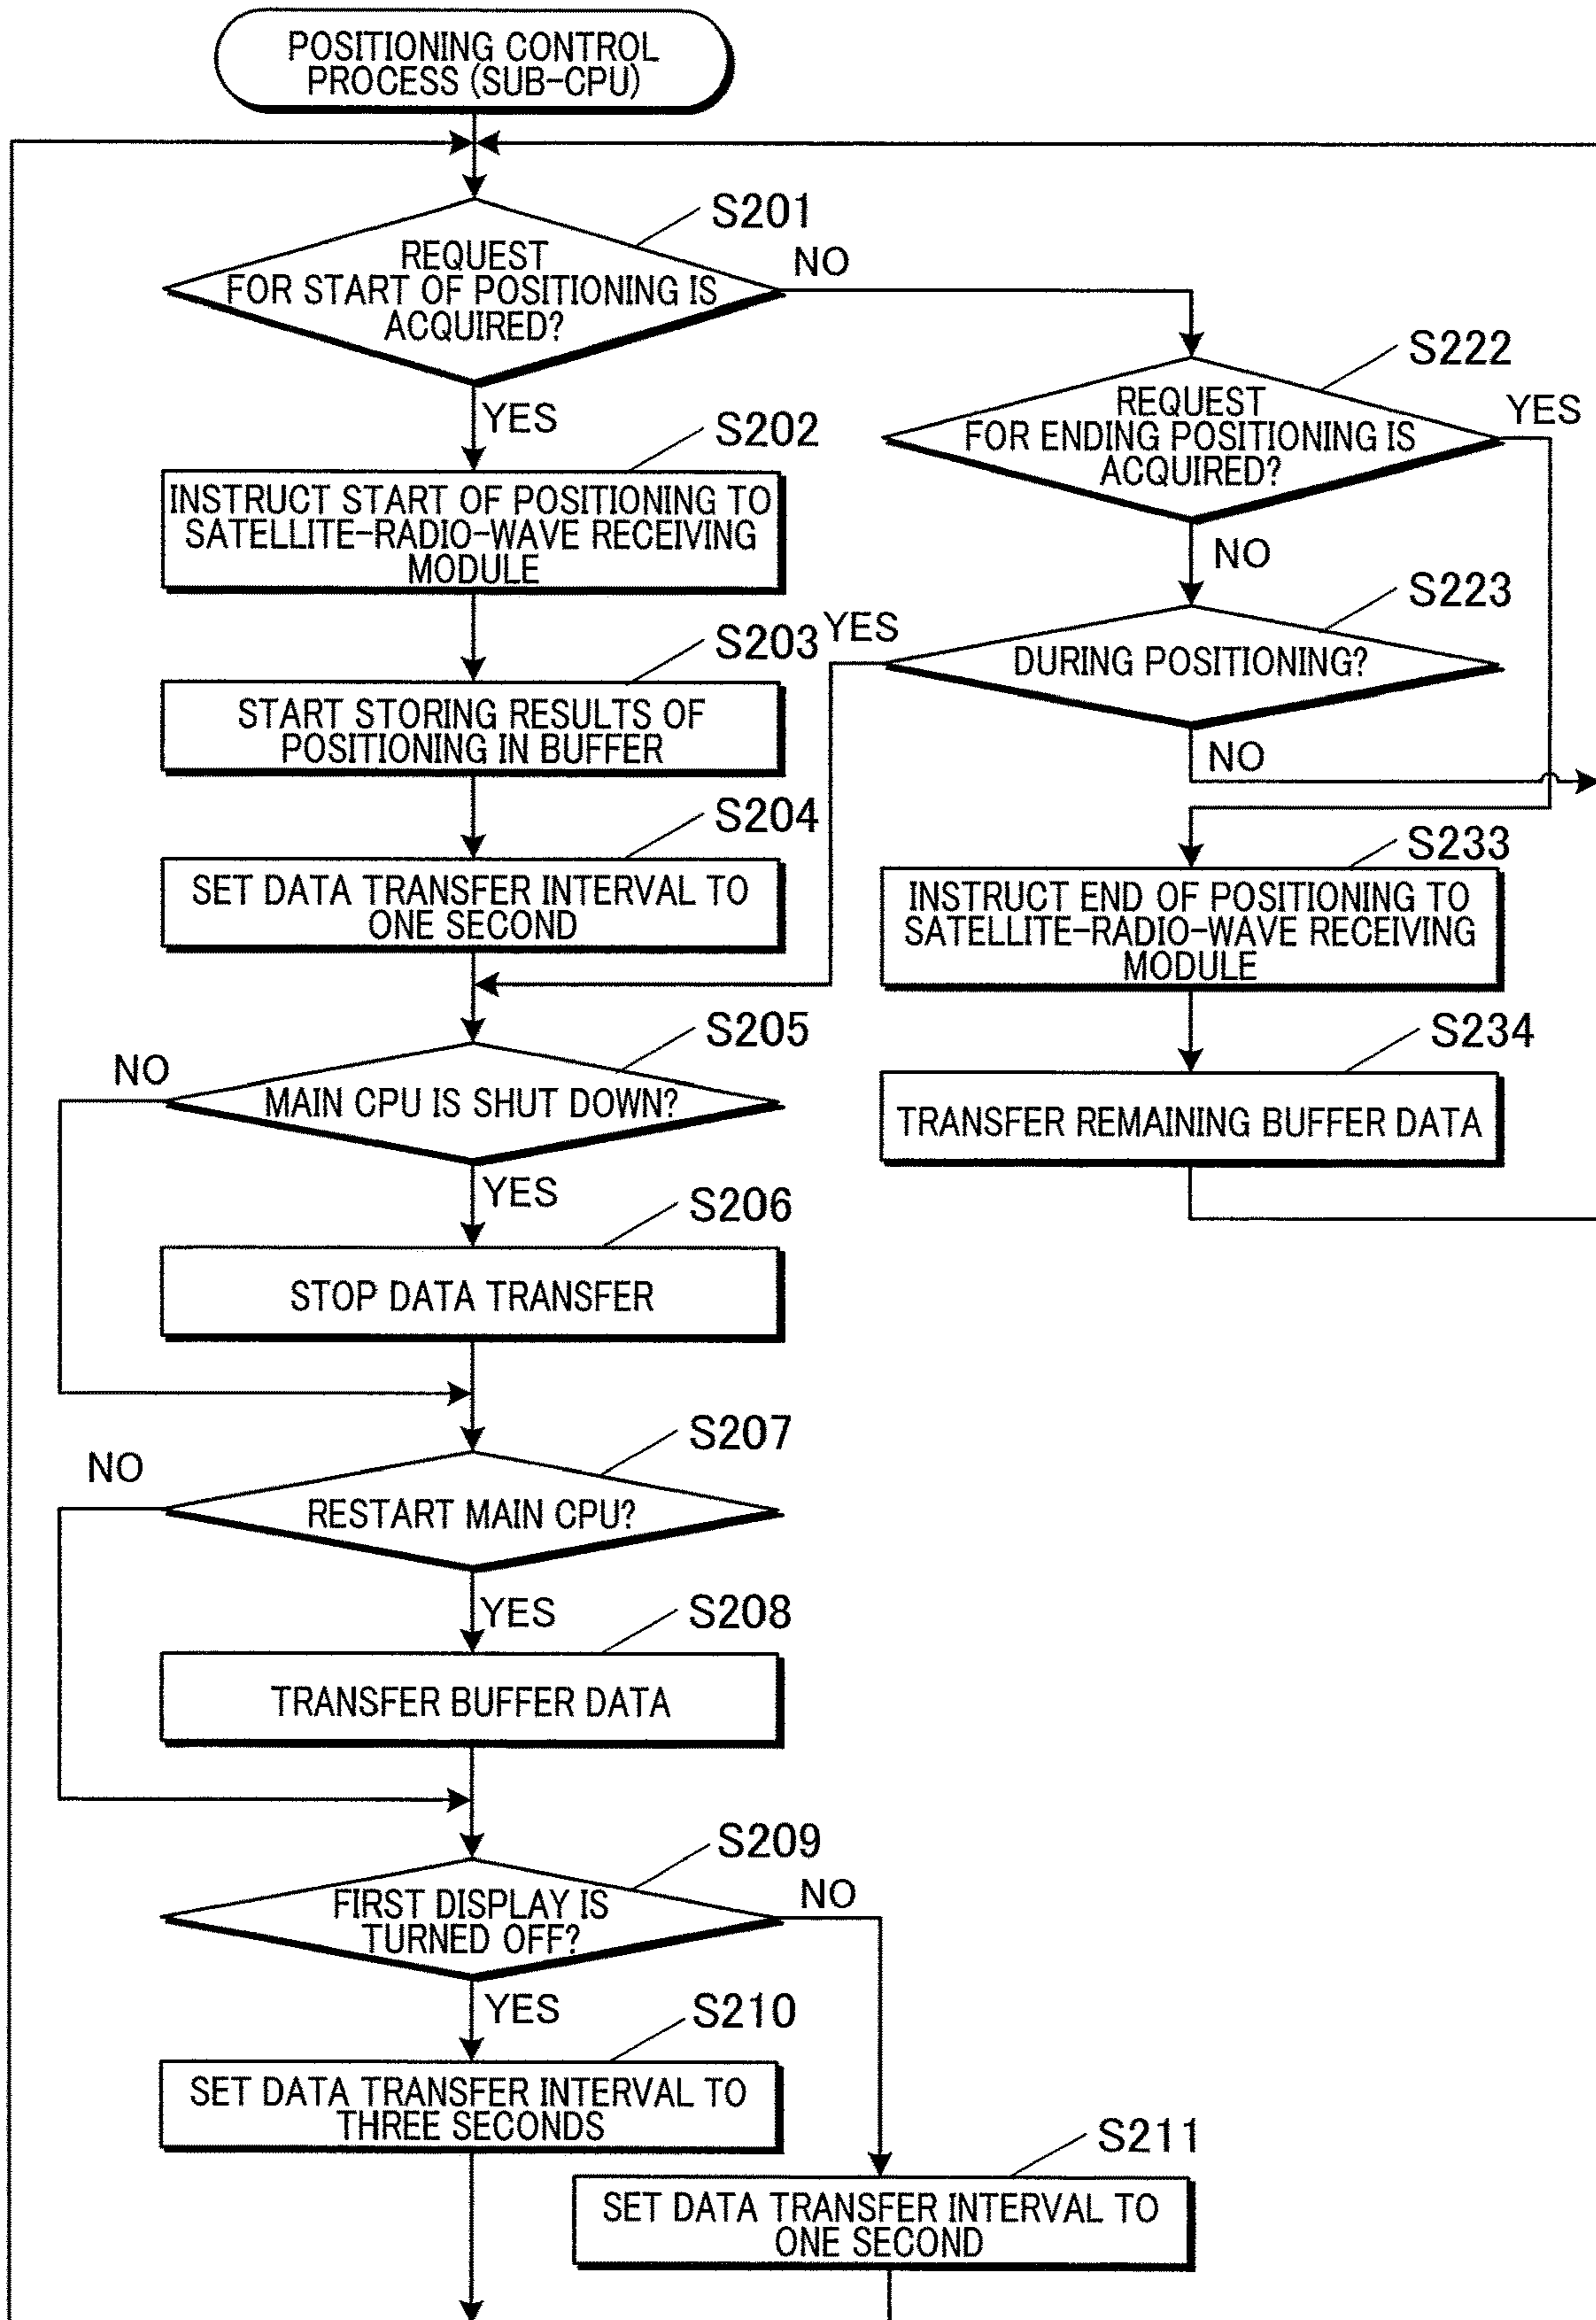 POSITIONING CONTROL
PROCESS (SUB-CPU)
S201
REQUEST
FOR START OF POSITIONING IS
ACQUIRED?
NO
YES
S222
REQUEST
FOR ENDING POSITIONING IS
ACQUIRED?
YES
NO
S202
INSTRUCT START OF POSITIONING TO
SATELLITE-RADIO-WAVE RECEIVING
MODULE
S223
DURING POSITIONING?
YES
NO
S203
START STORING RESULTS OF
POSITIONING IN BUFFER
S204
SET DATA TRANSFER INTERVAL TO
ONE SECOND
S233
INSTRUCT END OF POSITIONING TO
SATELLITE-RADIO-WAVE RECEIVING
MODULE
S234
TRANSFER REMAINING BUFFER DATA
S205
NO
MAIN CPU IS SHUT DOWN?
YES
S206
STOP DATA TRANSFER
S207
NO
RESTART MAIN CPU?
YES
S208
TRANSFER BUFFER DATA
S209
FIRST DISPLAY IS
TURNED OFF?
NO
YES
S210
SET DATA TRANSFER INTERVAL TO
THREE SECONDS
S211
SET DATA TRANSFER INTERVAL TO
ONE SECOND